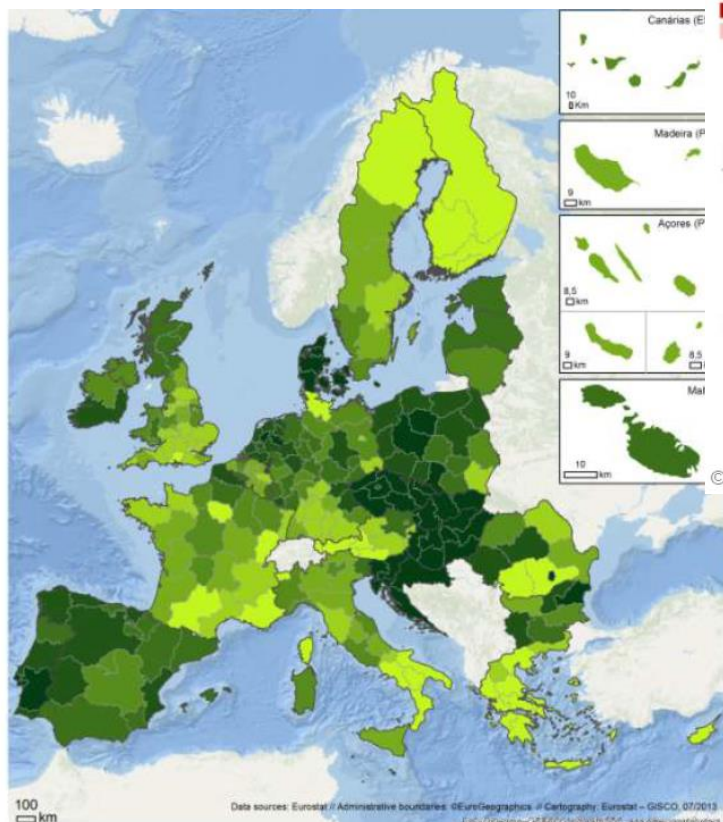 Canárias (E
10
Km
Madeira (P
9
km
Açores (P
8,5
km
9
km
8,5
k
Mal
10
km
©
100
km
Data sources: Eurostat // Administrative boundaries: ©EuroGeographics // Cartography: Eurostat – GISCO, 07/2013